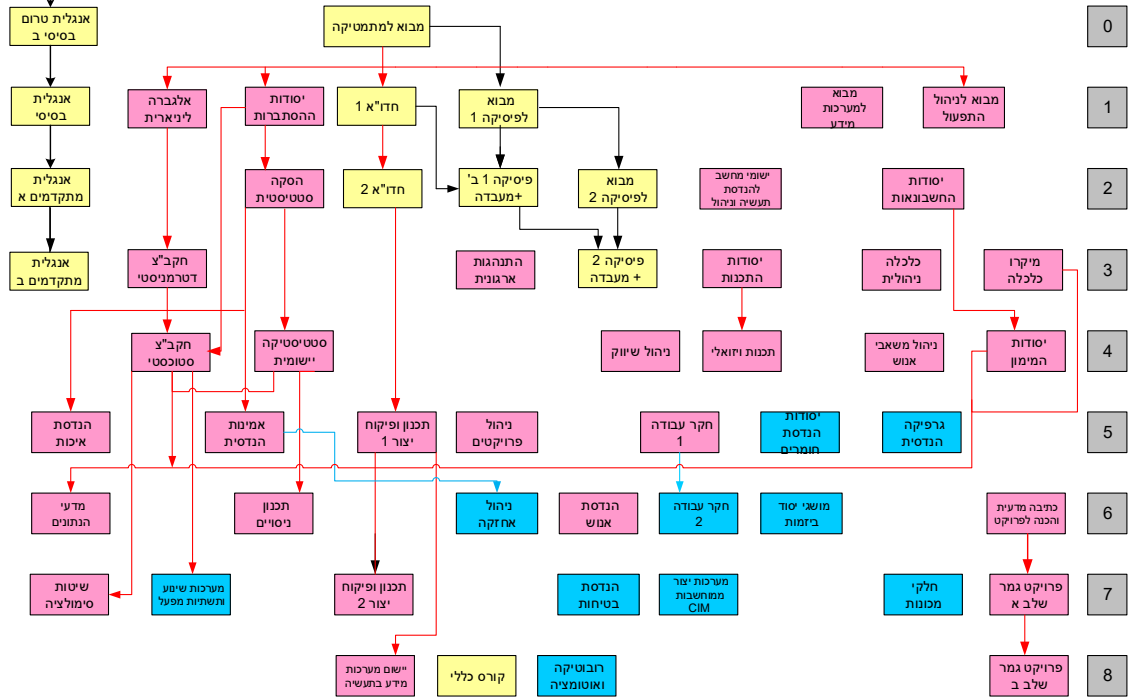 0
מבוא למתמטיקה
אנגלית טרום
בסיסי ב
1
מבוא לניהול
התפעול
מבוא
למערכות
מידע
מבוא
לפיסיקה 1
חדו"א 1
יסודות
ההסתברות
אלגברה
ליניארית
אנגלית
בסיסי
2
יסודות
החשבונאות
ישומי מחשב
להנדסת
תעשיה וניהול
מבוא
לפיסיקה 2
פיסיקה 1 ב'
+מעבדה
חדו"א 2
הסקה
סטטיסטית
אנגלית
מתקדמים א
3
מיקרו
כלכלה
כלכלה
ניהולית
יסודות
התכנות
פיסיקה 2
+ מעבדה
התנהגות
ארגונית
חקב"צ
דטרמניסטי
אנגלית
מתקדמים ב
4
יסודות
המימון
ניהול משאבי
אנוש
תכנות ויזואלי
ניהול שיווק
סטטיסטיקה
יישומית
חקב"צ
סטוכסטי
5
גרפיקה
הנדסית
יסודות
הנדסת
חומרים
חקר עבודה
1
ניהול
פרויקטים
תכנון ופיקוח
יצור 1
אמינות
הנדסית
הנדסת
איכות
6
כתיבה מדעית
והכנה לפרויקט
מושגי יסוד
ביזמות
חקר עבודה
2
הנדסת
אנוש
ניהול
אחזקה
תכנון
ניסויים
מדעי
הנתונים
7
פרויקט גמר
שלב א
חלקי
מכונות
מערכות יצור
ממוחשבות
CIM
הנדסת
בטיחות
תכנון ופיקוח
יצור 2
מערכות שינוע
ותשתיות מפעל
שיטות
סימולציה
8
פרויקט גמר
שלב ב
רובוטיקה
ואוטומציה
קורס כללי
יישום מערכות
מידע בתעשיה